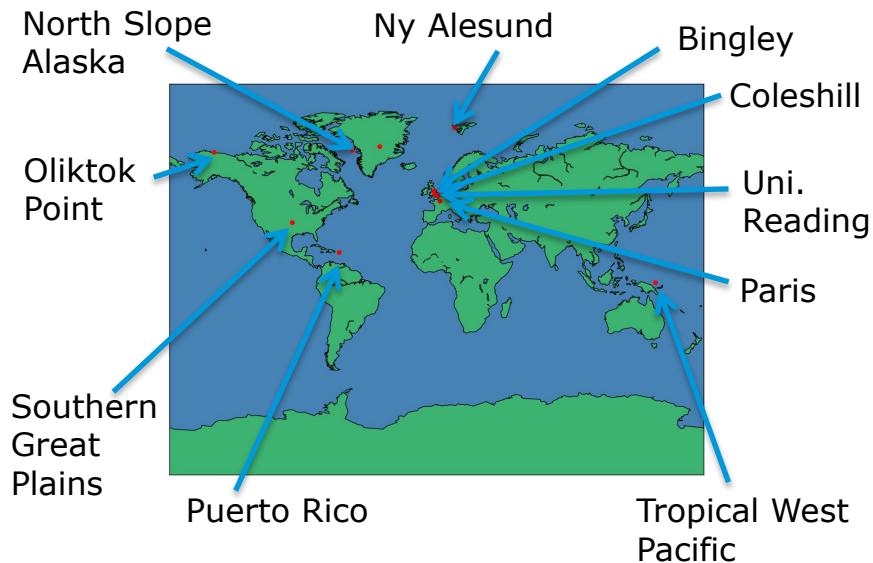 North Slope
Alaska
Ny Alesund
Bingley
Coleshill
Oliktok
Point
Uni.
Reading
Paris
Southern
Great
Plains
Puerto Rico
Tropical West
Pacific